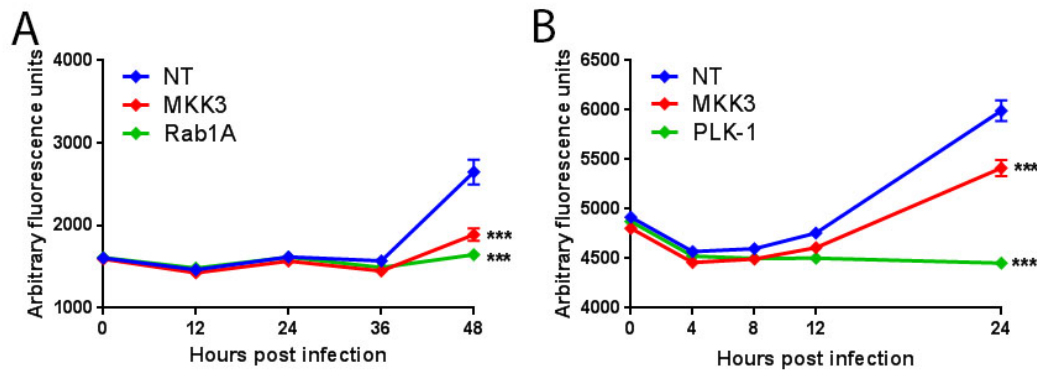 A
Arbitrary fluorescence units
4000
3000
2000
1000
NT
MKK3
Rab1A
***
***
0
12
24
36
48
Hours post infection
B
Arbitrary fluorescence units
6500
6000
5500
5000
4500
4000
NT
MKK3
PLK-1
***
***
0
4
8
12
24
Hours post infection